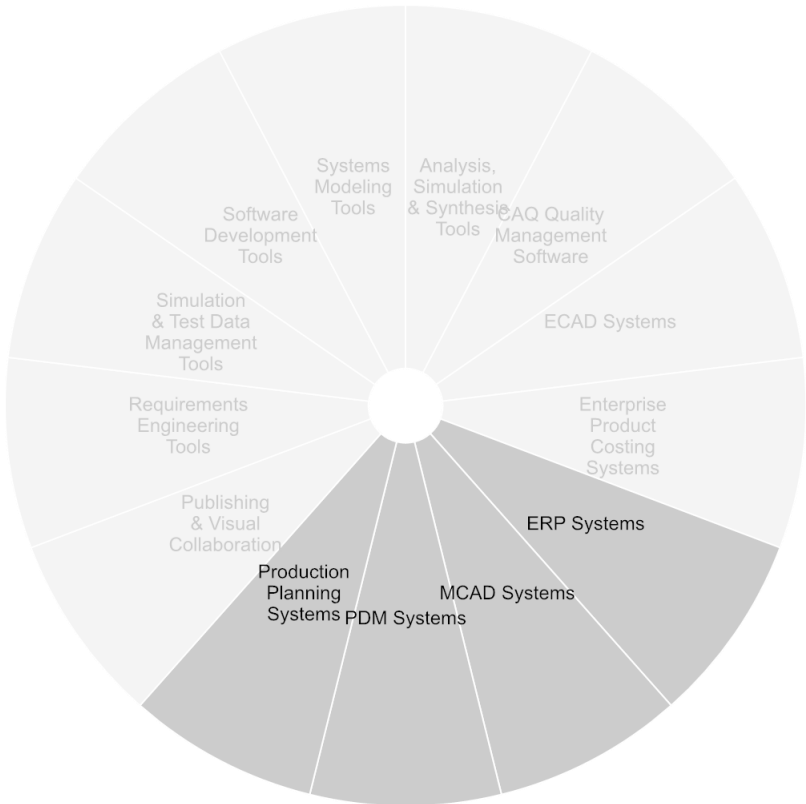 Systems
Modeling
Tools
Analysis,
Simulation
& Synthesis
Tools
CAQ Quality
Management
Software
ECAD Systems
Enterprise
Product
Costing
Systems
ERP Systems
MCAD Systems
PDM Systems
Production
Planning
Systems
Publishing
& Visual
Collaboration
Requirements
Engineering
Tools
Simulation
& Test Data
Management
Tools
Software
Development
Tools